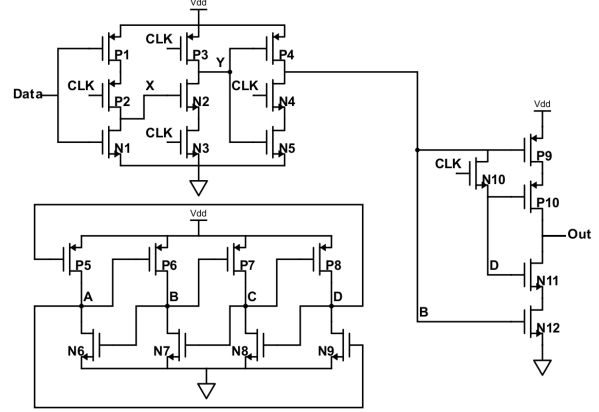 Vdd
CLK
P1
P3
P4
Y
CLK
X
CLK
Data
P2
N2
N4
CLK
N1
N3
N5
Vdd
P9
CLK
N10
P10
Out
D
N11
B
N12
Vdd
P5
P6
P7
P8
A
B
C
D
N6
N7
N8
N9